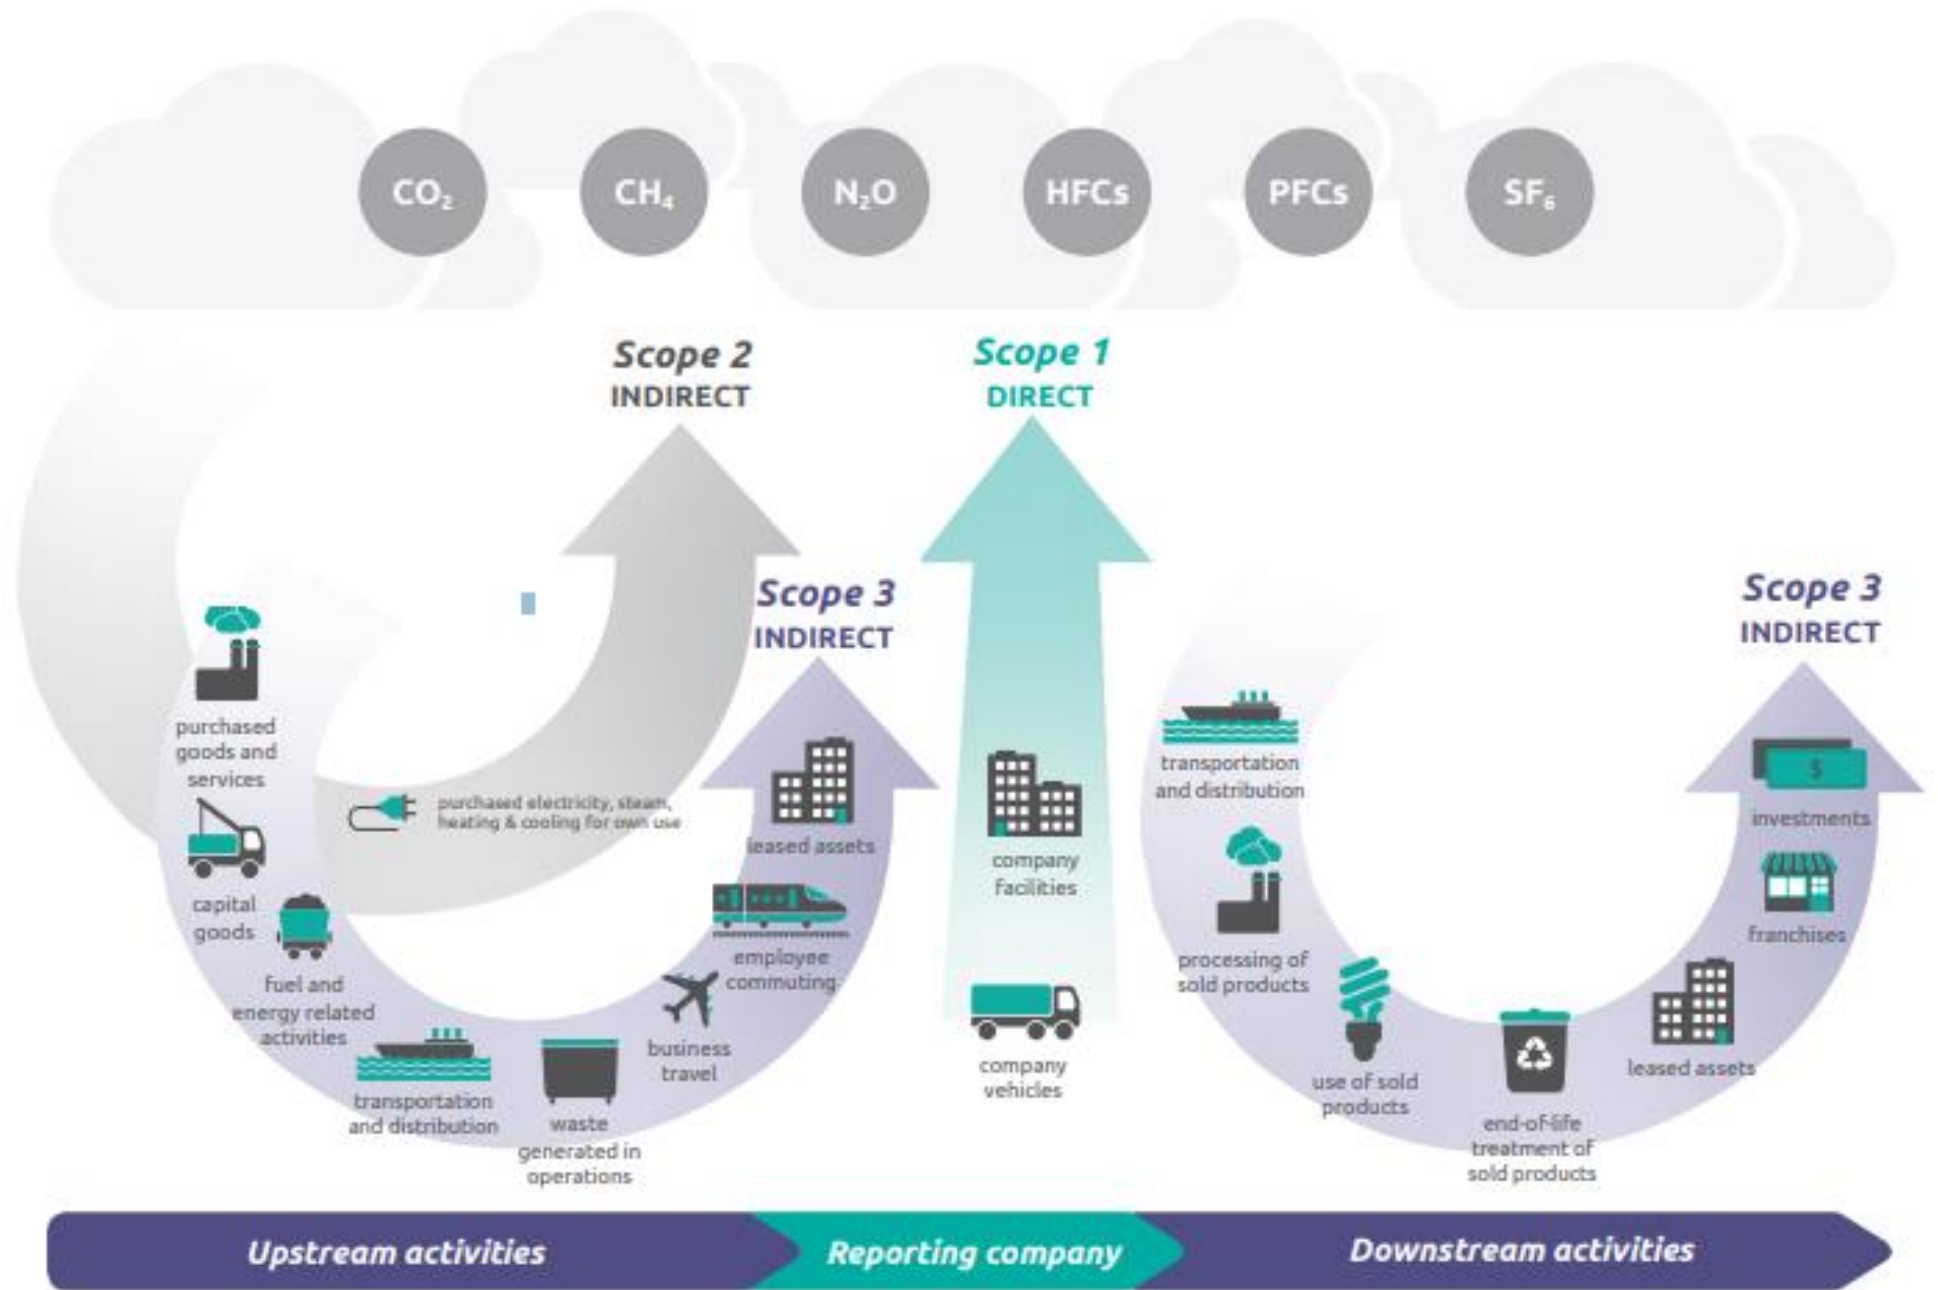 CO₂
CH₄
N₂O
HFCs
PFCs
SF₆
Scope 2
INDIRECT
Scope 1
DIRECT
Scope 3
INDIRECT
Scope 3
INDIRECT
purchased
goods and
services
capital
goods
fuel and
energy related
activities
purchased electricity, steam,
heating & cooling for own use
transportation
and distribution
waste
generated in
operations
business
travel
employee
commuting
leased assets
company
facilities
company
vehicles
transportation
and distribution
processing of
sold products
use of sold
products
end-of-life
treatment of
sold products
leased assets
franchises
$
investments
Upstream activities
Reporting company
Downstream activities